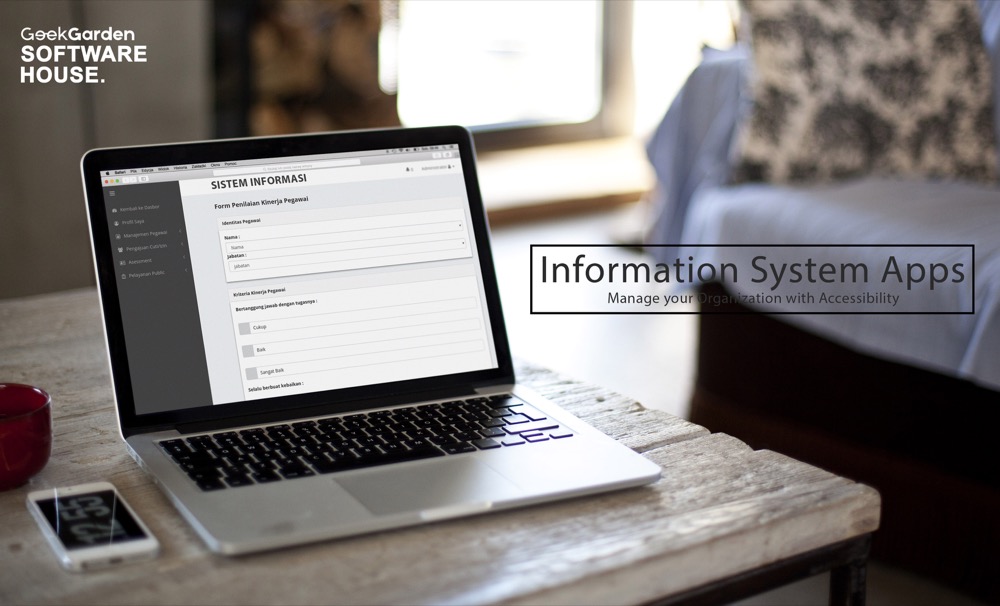 GeekGarden
SOFTWARE
HOUSE.
SISTEM INFORMASI
Form Penilaian Kinerja Pegawai
Identitas Pegawai
Nama :
Nama
Jabatan :
Jabatan
Kriteria Kinerja Pegawai
Bertanggung jawab dengan tugasnya :
Cukup
Baik
Sangat Baik
Selalu berbuat kebaikan :
Kembali ke Dasbor
Profil Saya
Manajemen Pegawai
Pengajuan Cuti/Izin
Assesment
Pelayanan Publik
Information System Apps
Manage your Organization with Accessibility